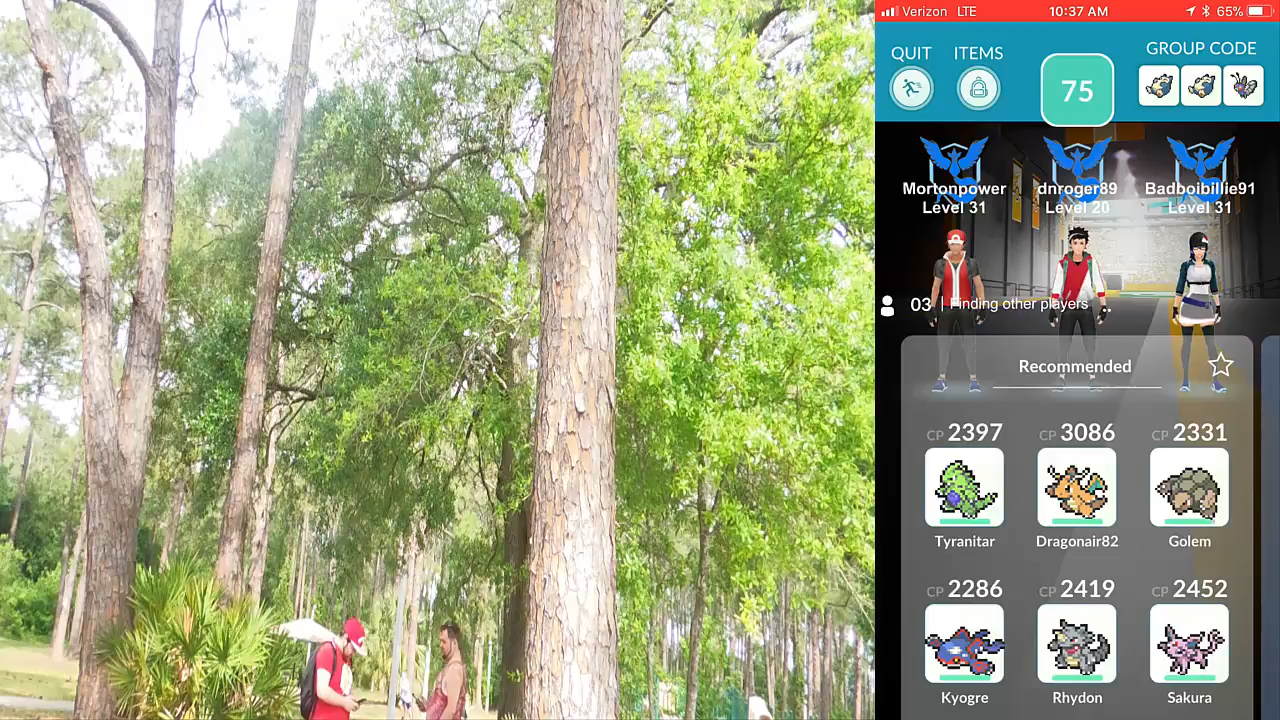 Verizon LTE 10:37 AM 65%
QUIT ITEMS GROUP CODE
75
Mortonpower dnroger89 Badboibillie91
Level 31 Level 20 Level 31
03 | Finding other players
Recommended
CP 2397 CP 3086 CP 2331
Tyranitar Dragonair82 Golem
CP 2286 CP 2419 CP 2452
Kyogre Rhydon Sakura